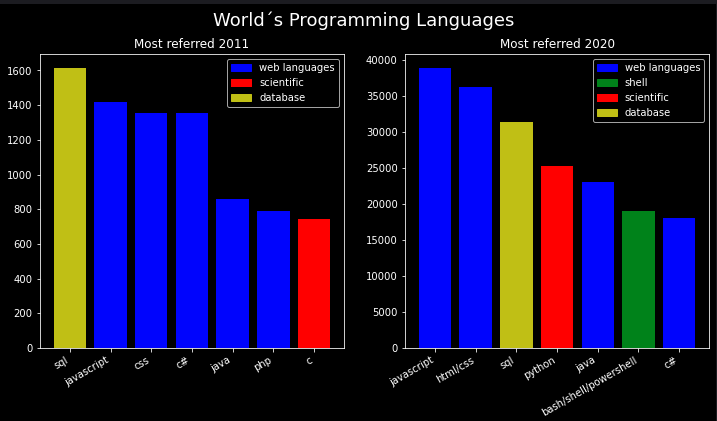 World´s Programming Languages
Most referred 2011
1600
1400
1200
1000
800
600
400
200
0
web languages
scientific
database
sql
javascript
css
c#
java
php
c
Most referred 2020
40000
35000
30000
25000
20000
15000
10000
5000
0
web languages
shell
scientific
database
javascript
html/css
sql
python
java
bash/shell/powershell
c#